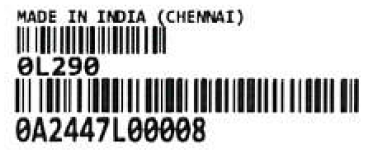 MADE IN INDIA (CHENNAI)
0L290
0A2447L00008